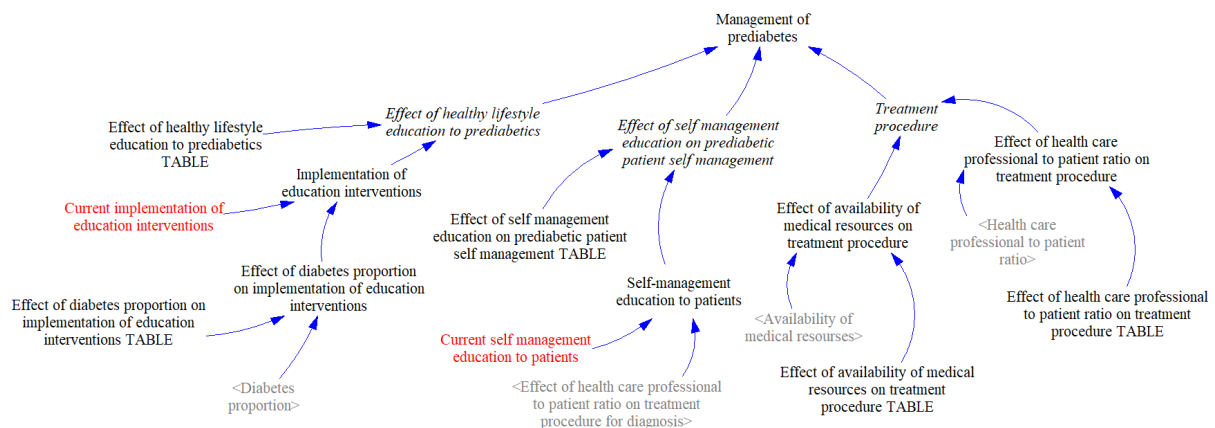 Management of
prediabetes
Effect of healthy lifestyle
education to prediabetics
Treatment
procedure
Effect of healthy lifestyle
education to prediabetics
TABLE
Effect of self management
education on prediabetic
patient self management
Effect of health care
professional to patient ratio on
treatment procedure
Implementation of
education interventions
Current implementation of
education interventions
Effect of self management
education on prediabetic patient
self management TABLE
Effect of availability of
medical resources on
treatment procedure
<Health care
professional to patient
ratio>
Effect of diabetes proportion
on implementation of education
interventions
Self-management
education to patients
Effect of diabetes proportion on
implementation of education
interventions TABLE
Effect of health care professional
to patient ratio on treatment
procedure TABLE
<Availability of
medical resourses>
Current self management
education to patients
<Diabetes
proportion>
<Effect of health care professional
to patient ratio on treatment
procedure for diagnosis>
Effect of availability of medical
resources on treatment
procedure TABLE